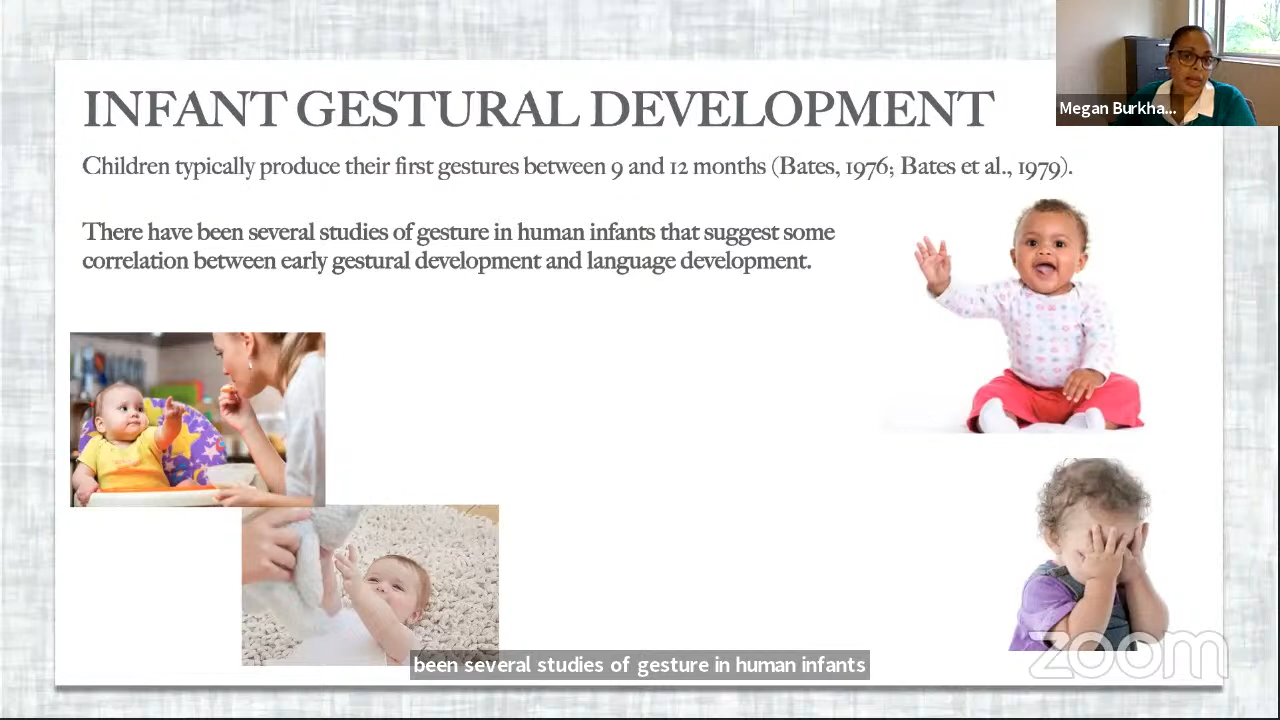 INFANT GESTURAL DEVELOPMENT
Megan Burkha...
Children typically produce their first gestures between 9 and 12 months (Bates, 1976; Bates et al., 1979).
There have been several studies of gesture in human infants that suggest some
correlation between early gestural development and language development.
zoom
been several studies of gesture in human infants